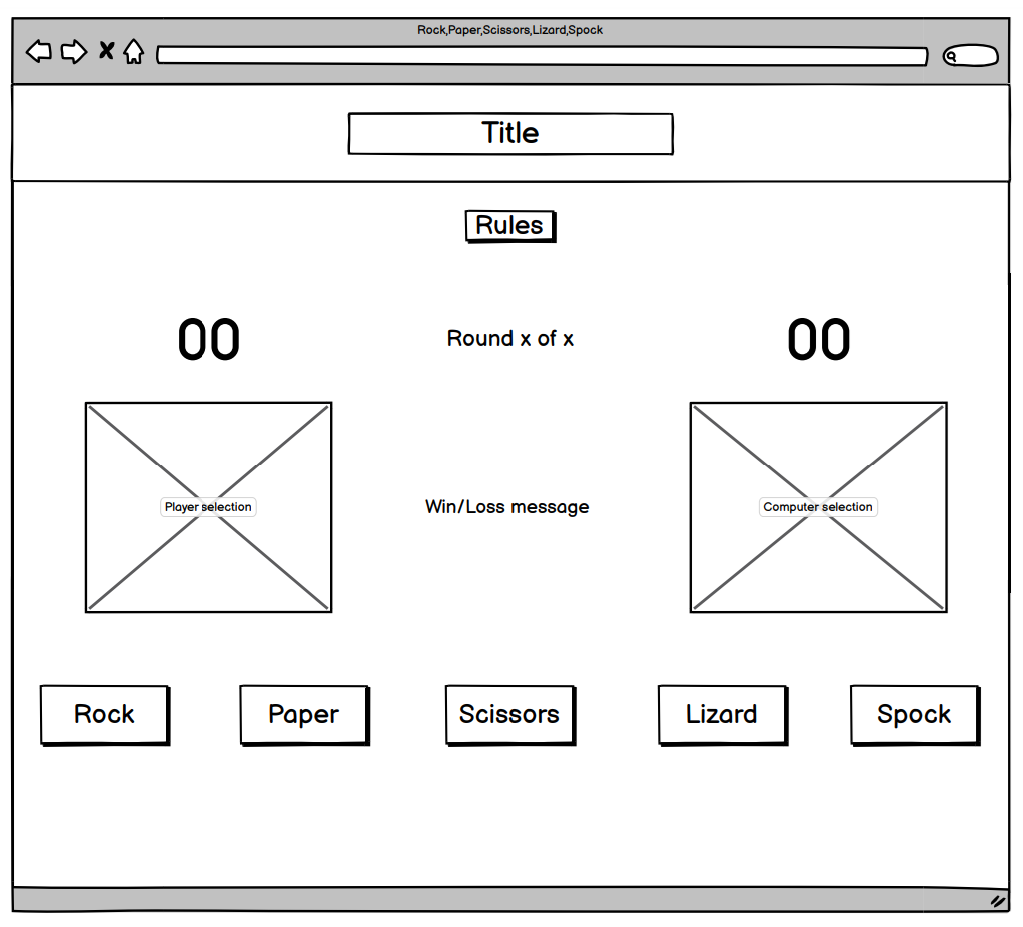 Rock,Paper,Scissors,Lizard,Spock
Title
Rules
00
Round x of x
00
Player selection
Win/Loss message
Computer selection
Rock
Paper
Scissors
Lizard
Spock